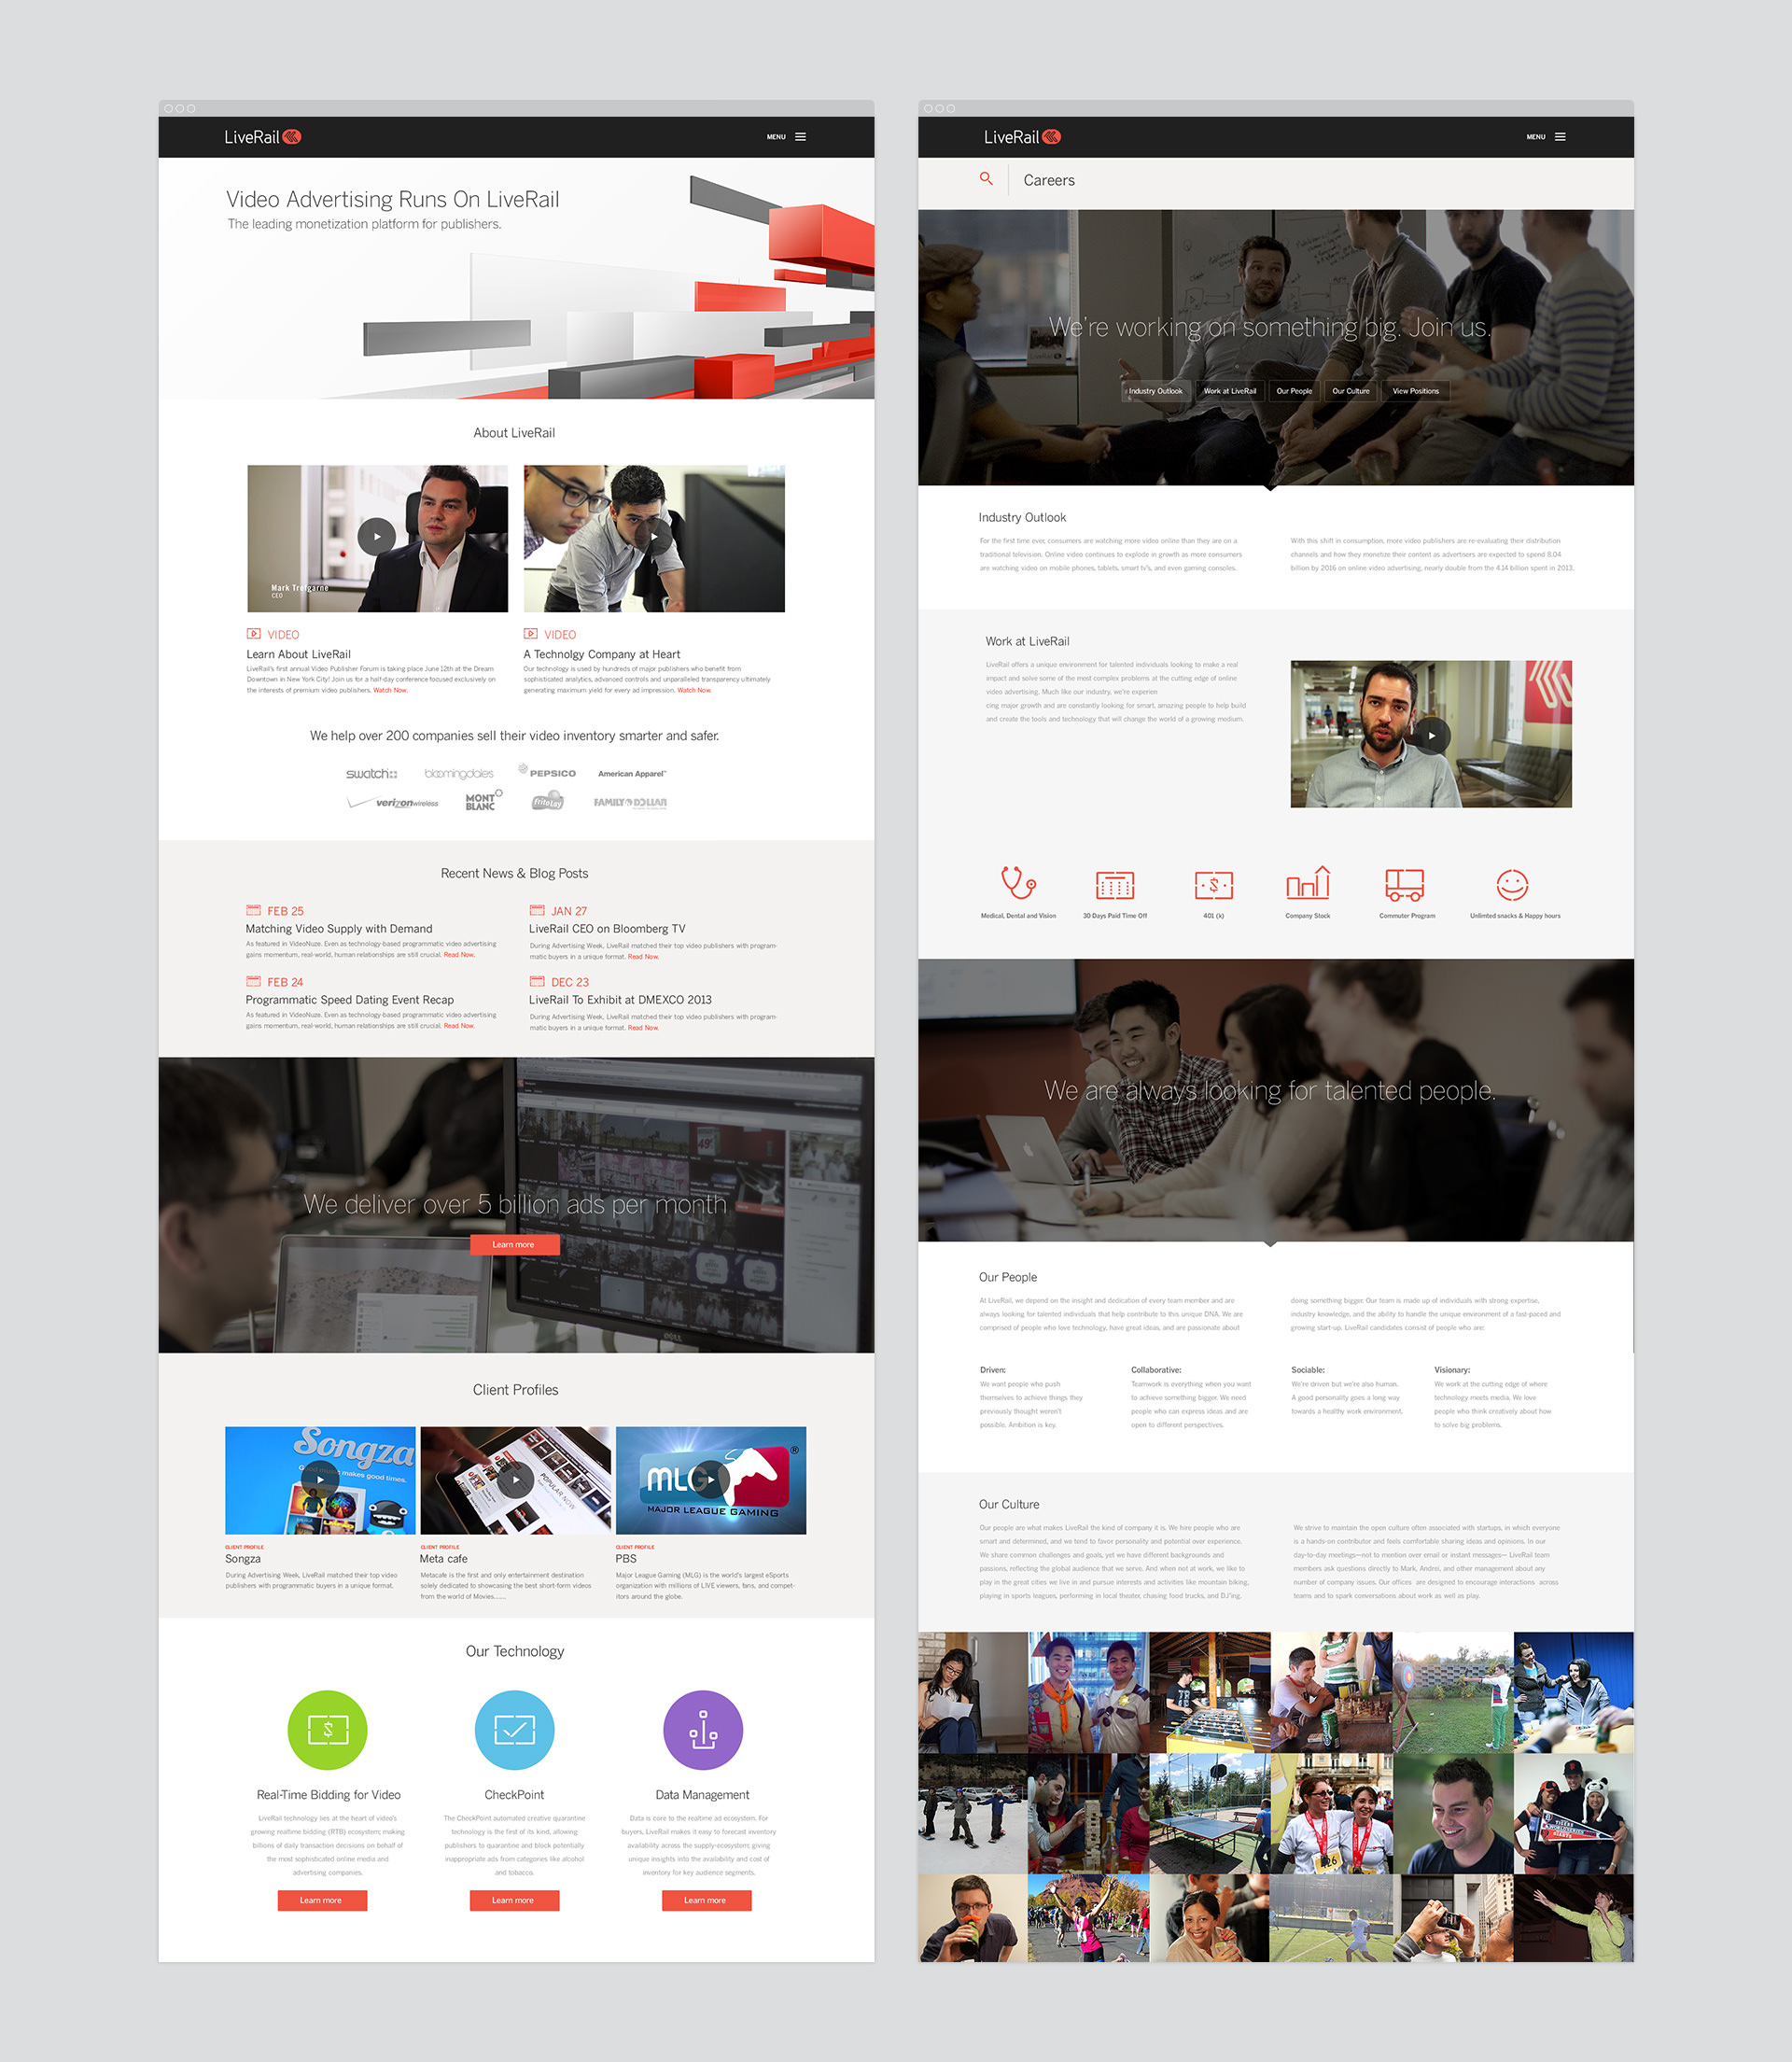 LiveRail
MENU
Video Advertising Runs On LiveRail
The leading monetization platform for publishers.
About LiveRail
Mark Trefgarne
CEO
VIDEO
Learn About LiveRail
LiveRail's first annual Video Publisher Forum is taking place June 12th at the Dream
Downtown in New York City! Join us for a half-day conference focused exclusively on
the interests of premium video publishers. Watch Now.
VIDEO
A Technolgy Company at Heart
Our technology is used by hundreds of major publishers who benefit from
sophisticated analytics, advanced controls and unparalleled transparency ultimately
generating maximum yield for every ad impression. Watch Now.
We help over 200 companies sell their video inventory smarter and safer.
swatch
bloomingdales
PEPSICO
American Apparel
verizonwireless
MONT
BLANC
FritoLay
FAMILY DOLLAR
Recent News & Blog Posts
FEB 25
Matching Video Supply with Demand
As featured in VideoNuze. Even as technology-based programmatic video advertising
gains momentum, real-world, human relationships are still crucial. Read Now.
JAN 27
LiveRail CEO on Bloomberg TV
During Advertising Week, LiveRail matched their top video publishers with program-
matic buyers in a unique format. Read Now.
FEB 24
Programmatic Speed Dating Event Recap
As featured in VideoNuze. Even as technology-based programmatic video advertising
gains momentum, real-world, human relationships are still crucial. Read Now.
DEC 23
LiveRail To Exhibit at DMEXCO 2013
During Advertising Week, LiveRail matched their top video publishers with program-
matic buyers in a unique format. Read Now.
We deliver over 5 billion ads per month
Learn more
DELL
Client Profiles
Songza
Good music makes good times.
POPULAR NOW
MLG
MAJOR LEAGUE GAMING
CLIENT PROFILE
Songza
During Advertising Week, LiveRail matched their top video
publishers with programmatic buyers in a unique format.
CLIENT PROFILE
Meta cafe
Metacafe is the first and only entertainment destination
solely dedicated to showcasing the best short-form videos
from the world of Movies......
CLIENT PROFILE
PBS
Major League Gaming (MLG) is the world's largest eSports
organization with millions of LIVE viewers, fans, and compet-
itors around the globe.
Our Technology
Real-Time Bidding for Video
LiveRail technology lies at the heart of video's
growing realtime bidding (RTB) ecosystem; making
billions of daily transaction decisions on behalf of
the most sophisticated online media and
advertising companies.
Learn more
CheckPoint
The CheckPoint automated creative quarantine
technology is the first of its kind, allowing
publishers to quarantine and block potentially
inappropriate ads from categories like alcohol
and tobacco.
Learn more
Data Management
Data is core to the realtime ad ecosystem. For
buyers, LiveRail makes it easy to forecast inventory
availability across the supply-ecosystem; giving
unique insights into the availability and cost of
inventory for key audience segments.
Learn more
LiveRail
MENU
Careers
We're working on something big. Join us.
Industry Outlook
Work at LiveRail
Our People
Our Culture
View Positions
Industry Outlook
For the first time ever, consumers are watching more video online than they are on a
traditional television. Online video continues to explode in growth as more consumers
are watching video on mobile phones, tablets, smart tv's, and even gaming consoles.
With this shift in consumption, more video publishers are re-evaluating their distribution
channels and how they monetize their content as advertisers are expected to spend 8.04
billion by 2016 on online video advertising, nearly double from the 4.14 billion spent in 2013.
Work at LiveRail
LiveRail offers a unique environment for talented individuals looking to make a real
impact and solve some of the most complex problems at the cutting edge of online
video advertising. Much like our industry, we're experien
cing major growth and are constantly looking for smart, amazing people to help build
and create the tools and technology that will change the world of a growing medium.
Medical, Dental and Vision
30 Days Paid Time Off
401 (k)
Company Stock
Commuter Program
Unlimted snacks & Happy hours
We are always looking for talented people.
Our People
At LiveRail, we depend on the insight and dedication of every team member and are
always looking for talented individuals that help contribute to this unique DNA. We are
comprised of people who love technology, have great ideas, and are passionate about
doing something bigger. Our team is made up of individuals with strong expertise,
industry knowledge, and the ability to handle the unique environment of a fast-paced and
growing start-up. LiveRail candidates consist of people who are:
Driven:
We want people who push
themselves to achieve things they
previously thought weren't
possible. Ambition is key.
Collaborative:
Teamwork is everything when you want
to achieve something bigger. We need
people who can express ideas and are
open to different perspectives.
Sociable:
We're driven but we're also human.
A good personality goes a long way
towards a healthy work environment.
Visionary:
We work at the cutting edge of where
technology meets media. We love
people who think creatively about how
to solve big problems.
Our Culture
Our people are what makes LiveRail the kind of company it is. We hire people who are
smart and determined, and we tend to favor personality and potential over experience.
We share common challenges and goals, yet we have different backgrounds and
passions, reflecting the global audience that we serve. And when not at work, we like to
play in the great cities we live in and pursue interests and activities like mountain biking,
playing in sports leagues, performing in local theater, chasing food trucks, and DJ'ing.
We strive to maintain the open culture often associated with startups, in which everyone
is a hands-on contributor and feels comfortable sharing ideas and opinions. In our
day-to-day meetings—not to mention over email or instant messages— LiveRail team
members ask questions directly to Mark, Andrei, and other management about any
number of company issues. Our offices are designed to encourage interactions across
teams and to spark conversations about work as well as play.